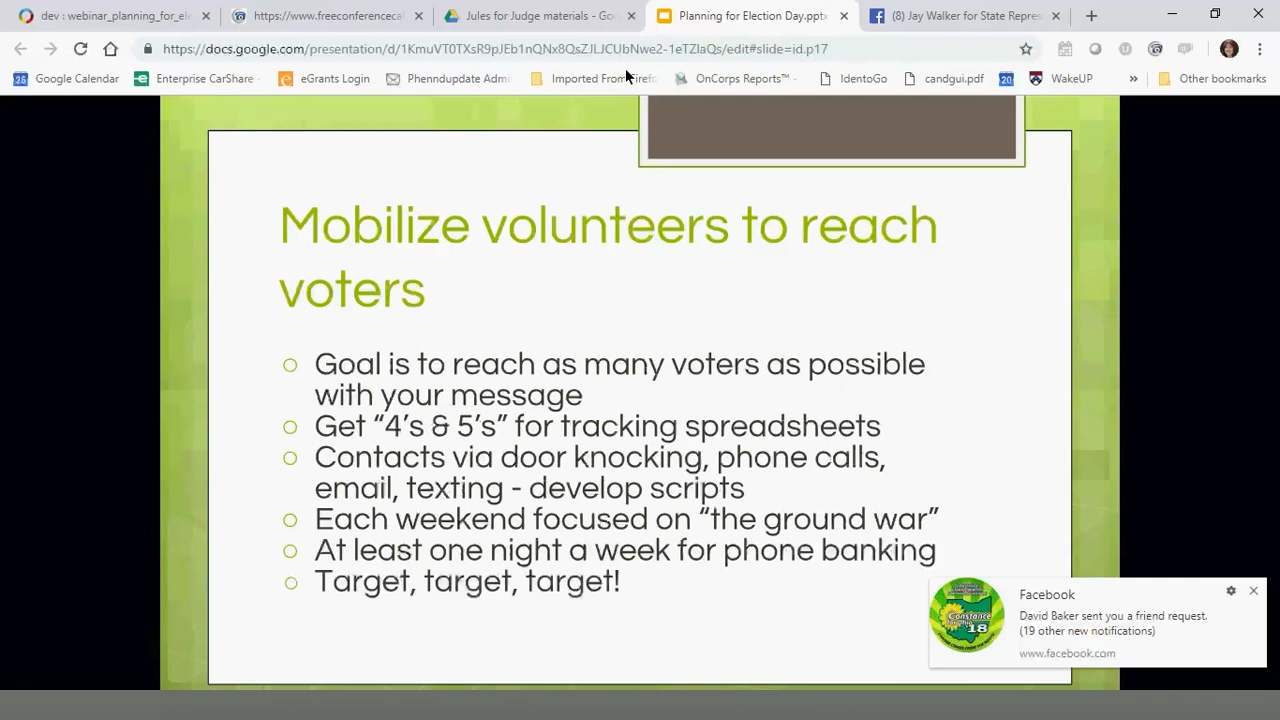 dev : webinar_planning_for_ele
https://www.freeconferenceca
Jules for Judge materials - Goo
Planning for Election Day.pptx
(8) Jay Walker for State Repres
https://docs.google.com/presentation/d/1KmuVT0TXsR9pJEb1nQNx8QsZJLJCUbNwe2-1eTZlaQs/edit#slide=id.p17
Google Calendar
Enterprise CarShare
eGrants Login
Phenndupdate Admi
Imported From Firefo
OnCorps Reports™ -
IdentoGo
candgui.pdf
WakeUP
»
Other bookmarks
Mobilize volunteers to reach
voters
Goal is to reach as many voters as possible
with your message
Get “4’s & 5’s” for tracking spreadsheets
Contacts via door knocking, phone calls,
email, texting - develop scripts
Each weekend focused on “the ground war”
At least one night a week for phone banking
Target, target, target!
Constance
18
Facebook
David Baker sent you a friend request.
(19 other new notifications)
www.facebook.com